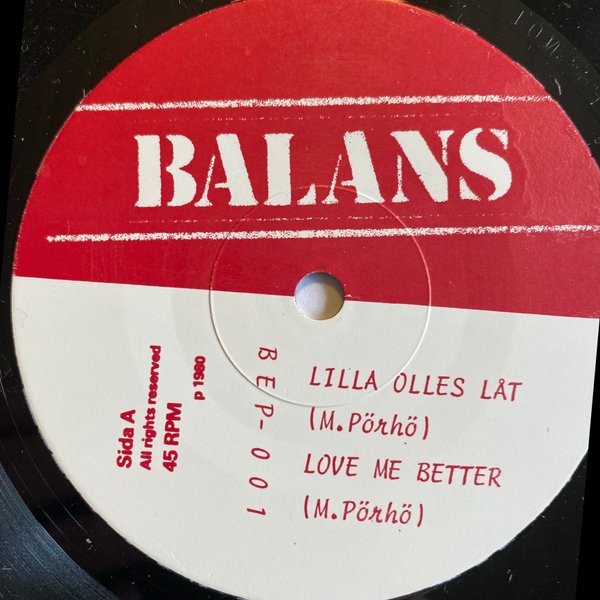 BALANS
Sida A
All rights reserved
45 RPM
p 1980
BEP-001
LILLA OLLES LÅT
(M.Pörhö)
LOVE ME BETTER
(M.Pörhö)